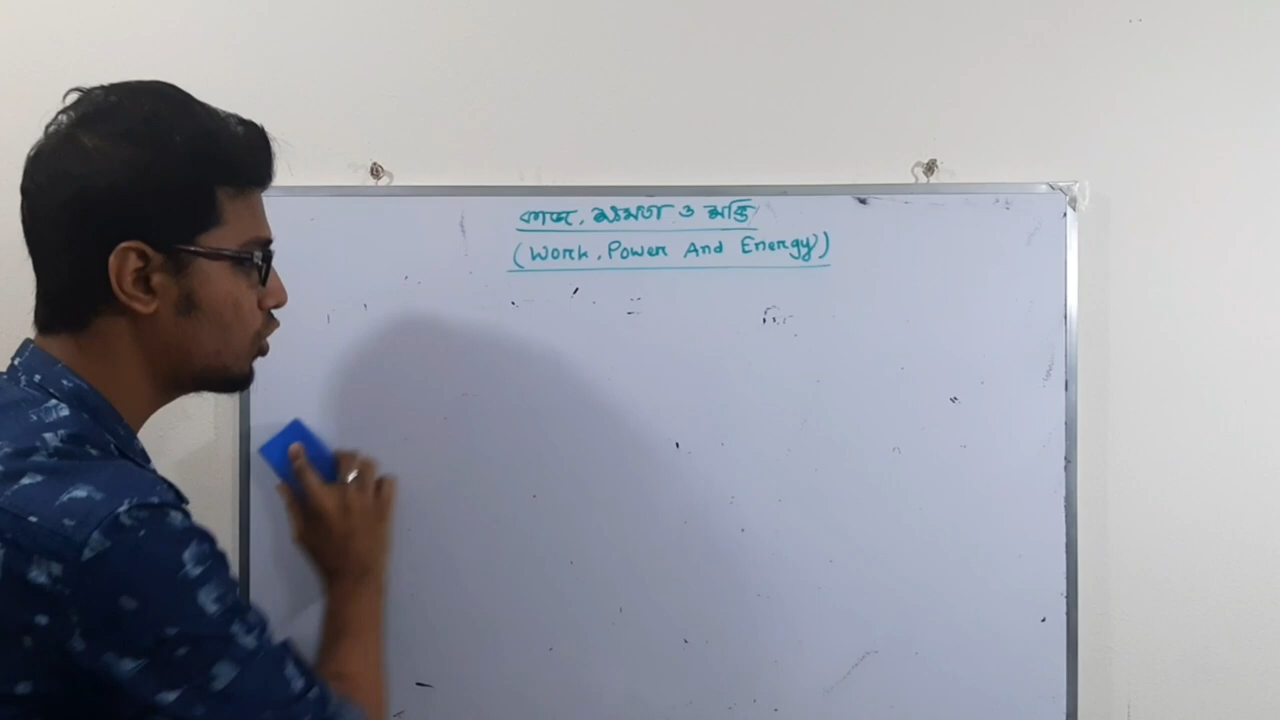 কাজ, ক্ষমতা ও শক্তি
(Work, Power And Energy)